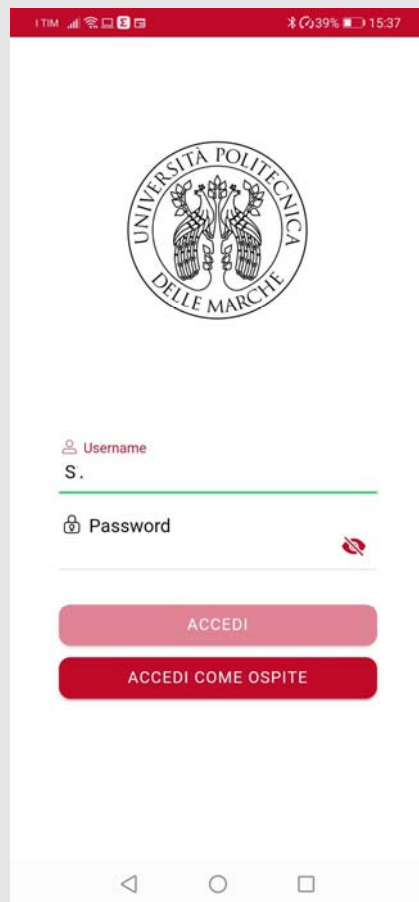 I TIM 39% 15:37
UNIVERSITÀ POLITECNICA
DELLE MARCHE
Username
S.
Password
ACCEDI
ACCEDI COME OSPITE